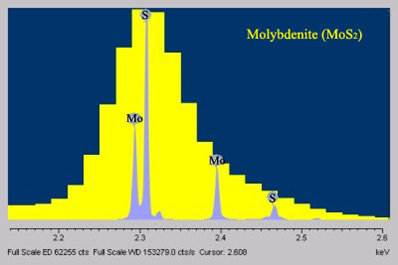 Molybdenite (MoS2)
S
Mo
Mo
S
2.2 2.3 2.4 2.5 2.6
Full Scale ED 62255 cts Full Scale WD 153279.0 cts/s Cursor: 2.608 keV